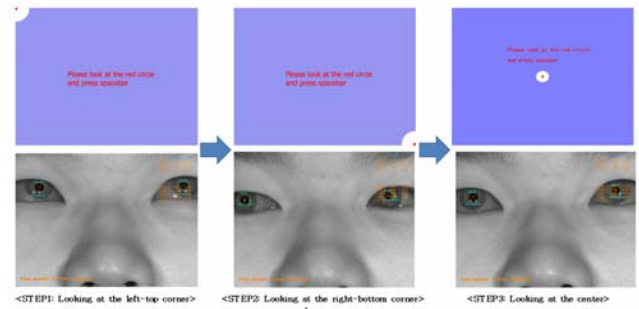 Please look at the red circle
and press spacebar
Please look at the red circle
and press spacebar
Please look at the red circle
and press spacebar
<STEP1: Looking at the left-top corner>
<STEP2: Looking at the right-bottom corner>
<STEP3: Looking at the center>